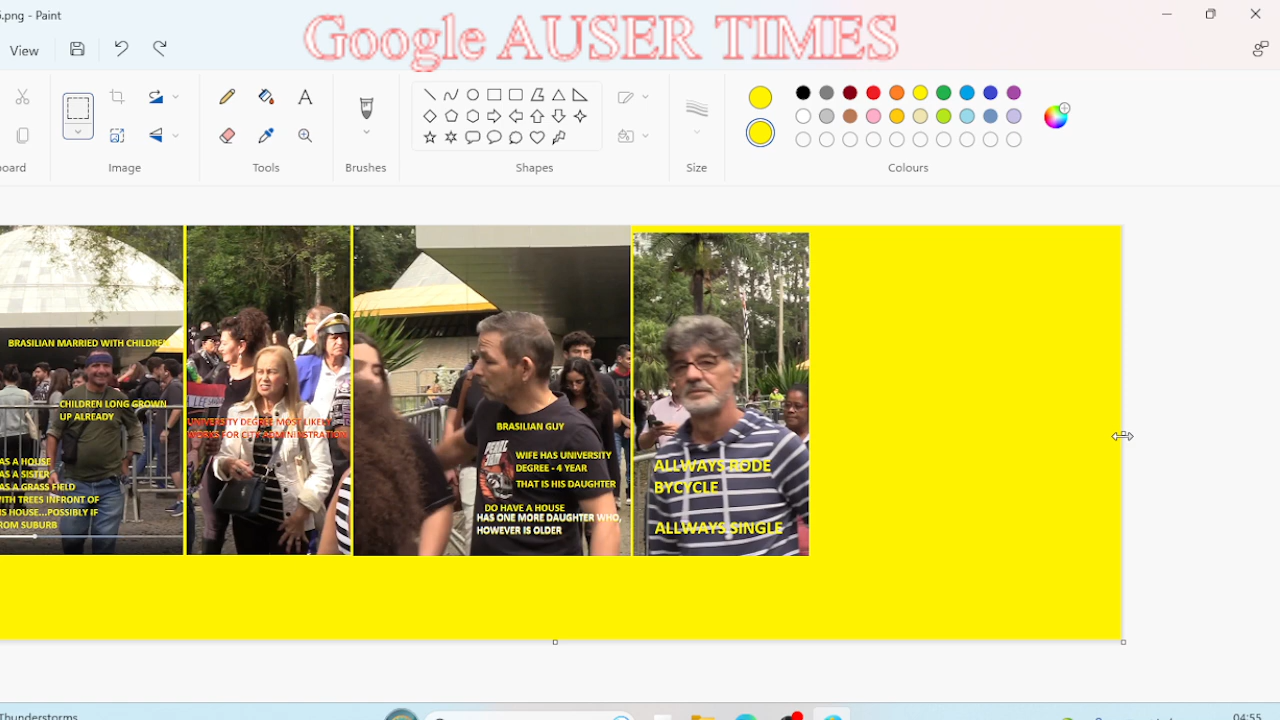 .png - Paint
Google AUSER TIMES
View
Image
Tools
Brushes
Shapes
Size
Colours
BRASILIAN MARRIED WITH CHILDREN
CHILDREN LONG GROWN
UP ALREADY
AS A HOUSE
AS A SISTER
AS A GRASS FIELD
WITH TREES INFRONT OF
IS HOUSE...POSSIBLY IF
ROM SUBURB
UNIVERSITY DEGREE MOST LIKELY
WORKS FOR CITY ADMINISTRATION
BRASILIAN GUY
WIFE HAS UNIVERSITY
DEGREE - 4 YEAR
THAT IS HIS DAUGHTER
DO HAVE A HOUSE
HAS ONE MORE DAUGHTER WHO,
HOWEVER IS OLDER
ALLWAYS RODE
BYCYCLE
ALLWAYS SINGLE
Thunderstorms
04:55